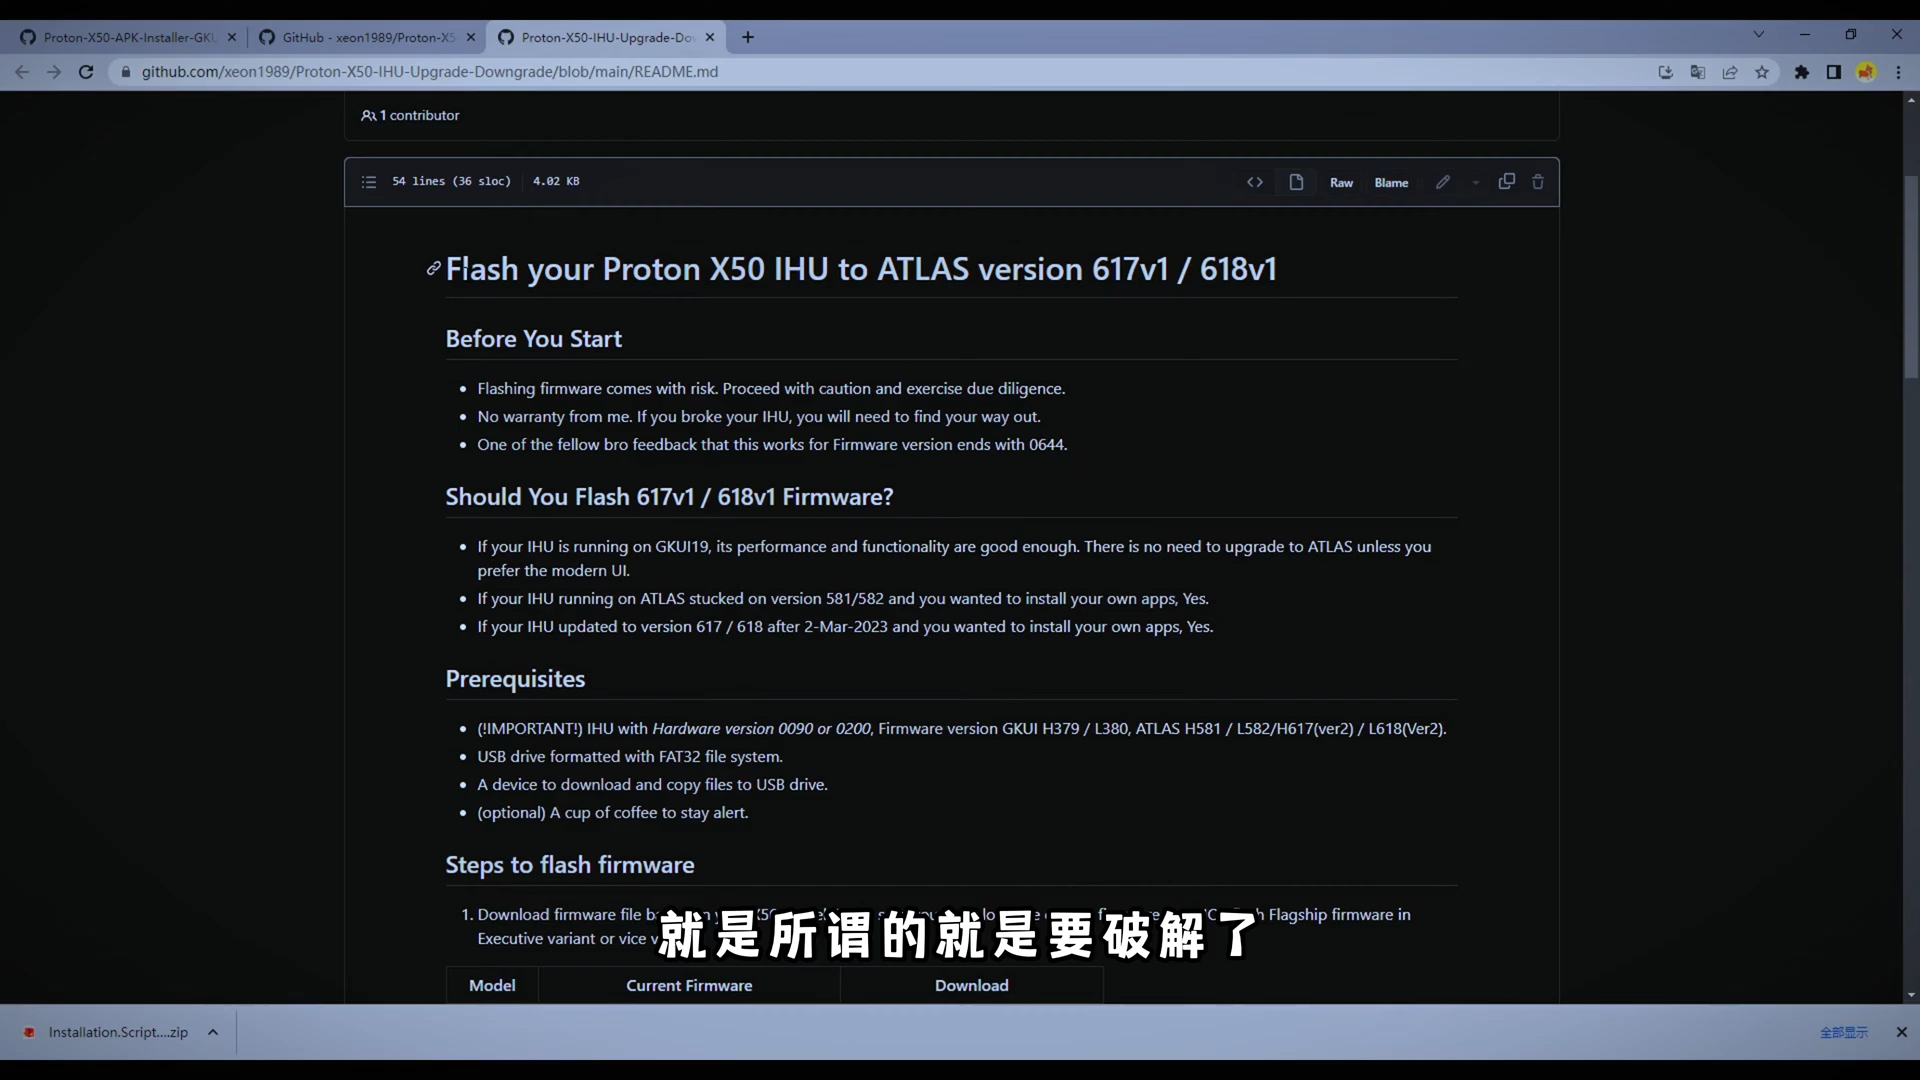 Proton-X50-APK-Installer-GKU
GitHub - xeon1989/Proton-X5
Proton-X50-IHU-Upgrade-Do
github.com/xeon1989/Proton-X50-IHU-Upgrade-Downgrade/blob/main/README.md
1 contributor
54 lines (36 sloc) 4.02 KB
Raw Blame
Flash your Proton X50 IHU to ATLAS version 617v1 / 618v1
Before You Start
Flashing firmware comes with risk. Proceed with caution and exercise due diligence.
No warranty from me. If you broke your IHU, you will need to find your way out.
One of the fellow bro feedback that this works for Firmware version ends with 0644.
Should You Flash 617v1 / 618v1 Firmware?
If your IHU is running on GKUI19, its performance and functionality are good enough. There is no need to upgrade to ATLAS unless you
prefer the modern UI.
If your IHU running on ATLAS stucked on version 581/582 and you wanted to install your own apps, Yes.
If your IHU updated to version 617 / 618 after 2-Mar-2023 and you wanted to install your own apps, Yes.
Prerequisites
(!IMPORTANT!) IHU with Hardware version 0090 or 0200, Firmware version GKUI H379 / L380, ATLAS H581 / L582/H617(ver2) / L618(Ver2).
USB drive formatted with FAT32 file system.
A device to download and copy files to USB drive.
(optional) A cup of coffee to stay alert.
Steps to flash firmware
1. Download firmware file Flagship firmware in
Executive variant or vice
就是所谓的就是要破解了
Model Current Firmware Download
Installation.Script....zip
全部显示